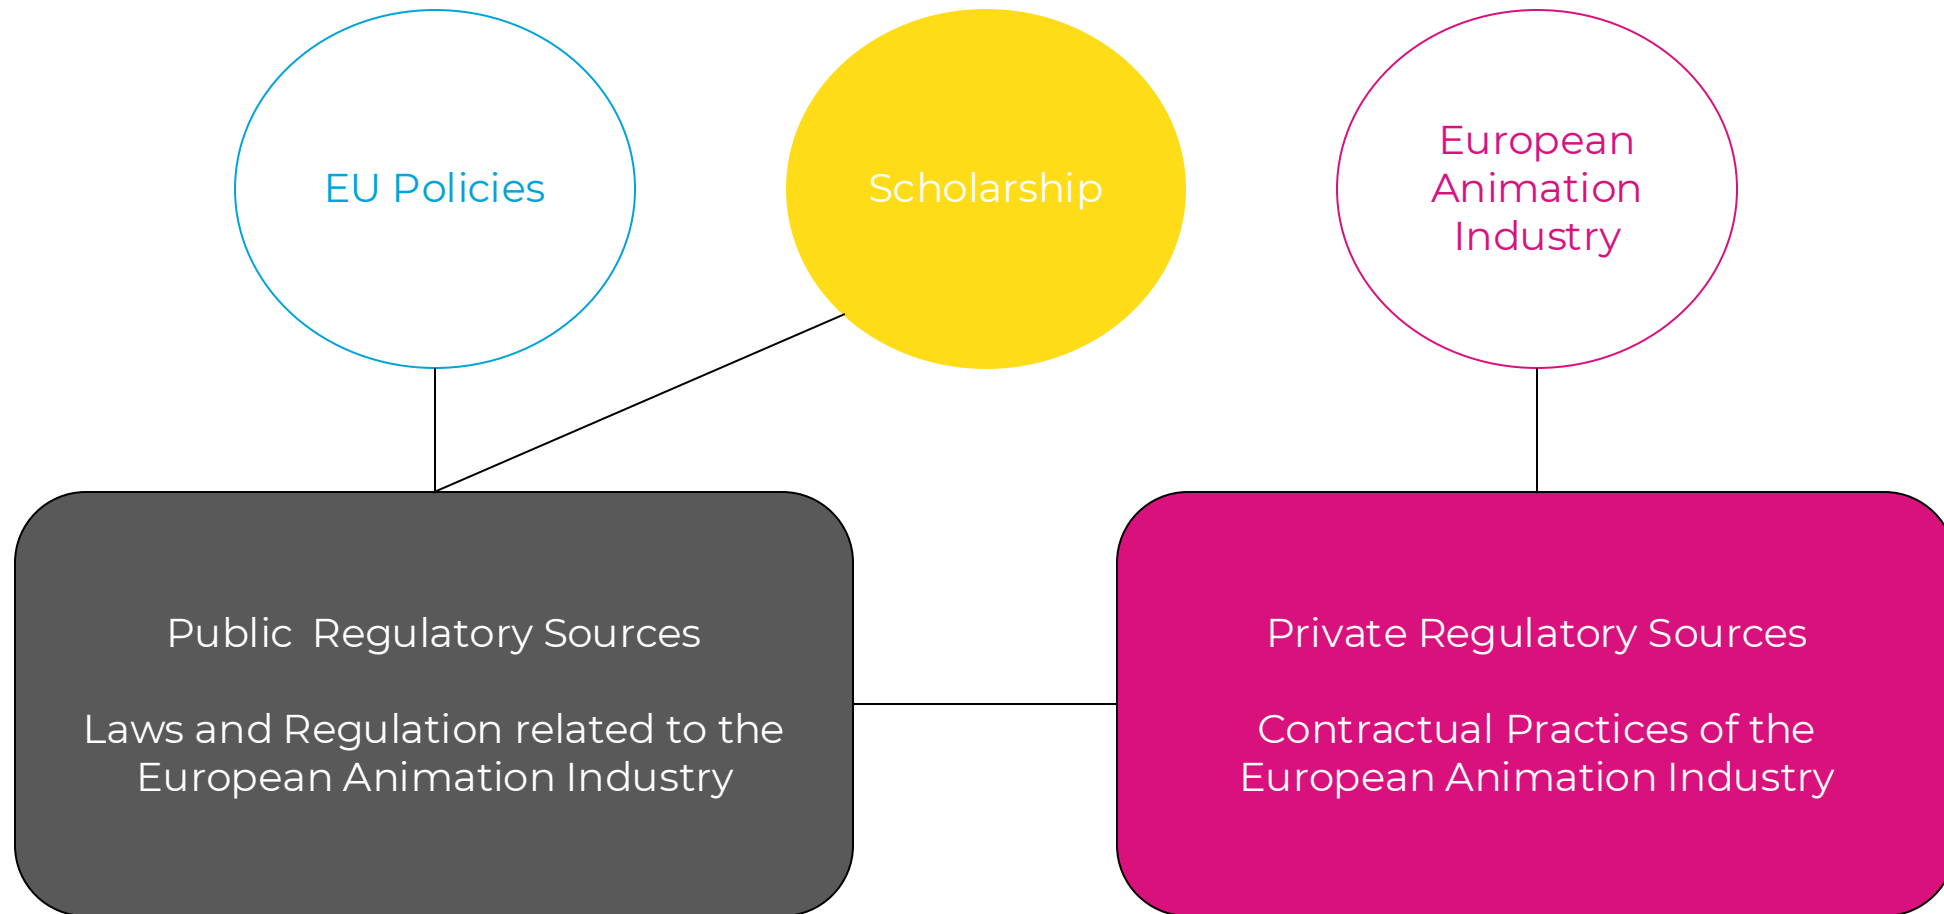 EU Policies
Scholarship
European
Animation
Industry
Public  Regulatory Sources
Laws and Regulation related to the
European Animation Industry
Private Regulatory Sources
Contractual Practices of the
European Animation Industry